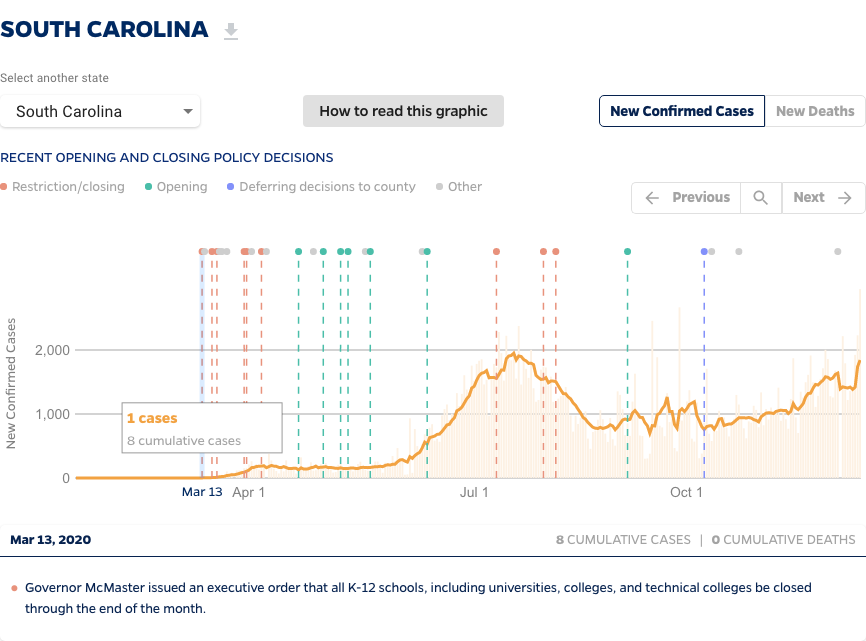 SOUTH CAROLINA
Select another state
South Carolina
How to read this graphic
New Confirmed Cases
New Deaths
RECENT OPENING AND CLOSING POLICY DECISIONS
Restriction/closing
Opening
Deferring decisions to county
Other
Previous
Next
New Confirmed Cases
2,000
1,000
0
1 cases
8 cumulative cases
Mar 13
Apr 1
Jul 1
Oct 1
Mar 13, 2020
8 CUMULATIVE CASES | 0 CUMULATIVE DEATHS
Governor McMaster issued an executive order that all K-12 schools, including universities, colleges, and technical colleges be closed
through the end of the month.